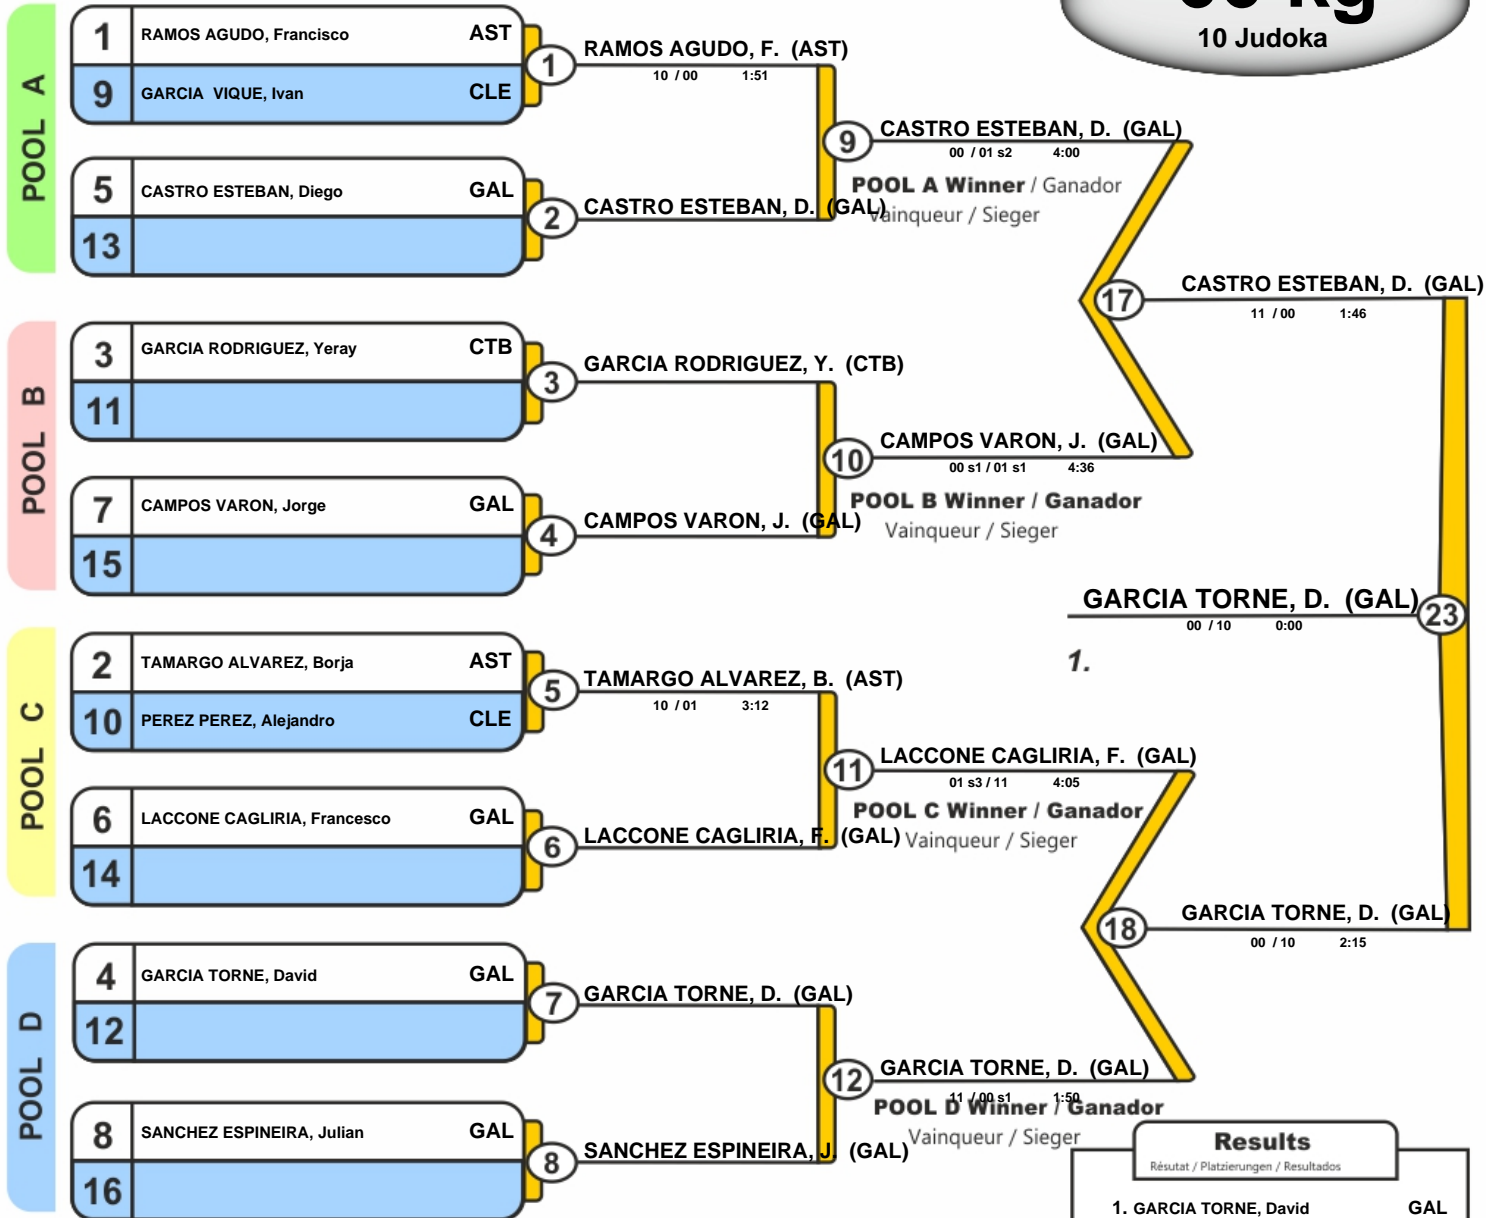 kg
10 Judoka
POOL A
1 RAMOS AGUDO, Francisco AST
9 GARCIA VIQUE, Ivan CLE
1 RAMOS AGUDO, F. (AST)
10 / 00 1:51
5 CASTRO ESTEBAN, Diego GAL
13
2 CASTRO ESTEBAN, D. (GAL)
9 CASTRO ESTEBAN, D. (GAL)
00 / 01 s2 4:00
POOL A Winner / Ganador
Vainqueur / Sieger
POOL B
3 GARCIA RODRIGUEZ, Yeray CTB
11
3 GARCIA RODRIGUEZ, Y. (CTB)
7 CAMPOS VARON, Jorge GAL
15
4 CAMPOS VARON, J. (GAL)
10 CAMPOS VARON, J. (GAL)
00 s1 / 01 s1 4:36
POOL B Winner / Ganador
Vainqueur / Sieger
17 CASTRO ESTEBAN, D. (GAL)
11 / 00 1:46
GARCIA TORNE, D. (GAL) 23
00 / 10 0:00
1.
POOL C
2 TAMARGO ALVAREZ, Borja AST
10 PEREZ PEREZ, Alejandro CLE
5 TAMARGO ALVAREZ, B. (AST)
10 / 01 3:12
6 LACCONE CAGLIRIA, Francesco GAL
14
6 LACCONE CAGLIRIA, F. (GAL)
11 LACCONE CAGLIRIA, F. (GAL)
01 s3 / 11 4:05
POOL C Winner / Ganador
Vainqueur / Sieger
POOL D
4 GARCIA TORNE, David GAL
12
7 GARCIA TORNE, D. (GAL)
8 SANCHEZ ESPINEIRA, Julian GAL
16
8 SANCHEZ ESPINEIRA, J. (GAL)
12 GARCIA TORNE, D. (GAL)
11 / 00 s1 1:50
POOL D Winner / Ganador
Vainqueur / Sieger
18 GARCIA TORNE, D. (GAL)
00 / 10 2:15
Results
Résutat / Platzierungen / Resultados
1. GARCIA TORNE, David GAL